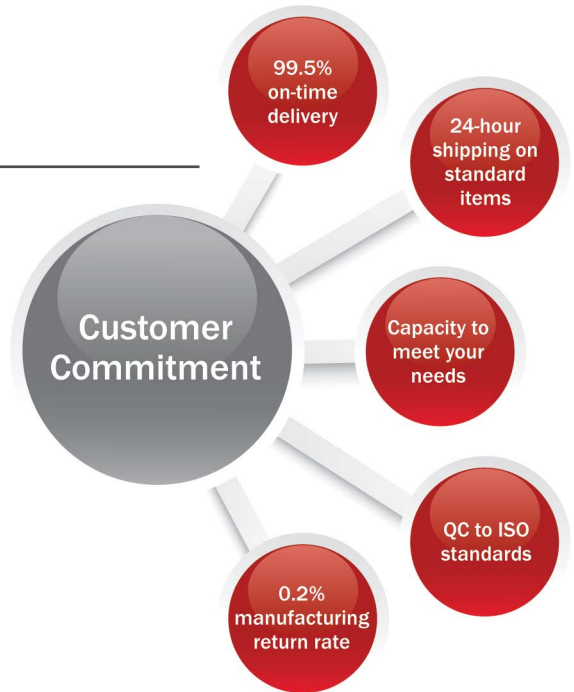 99.5%
on-time
delivery
24-hour
shipping on
standard
items
Customer
Commitment
Capacity to
meet your
needs
QC to ISO
standards
0.2%
manufacturing
return rate